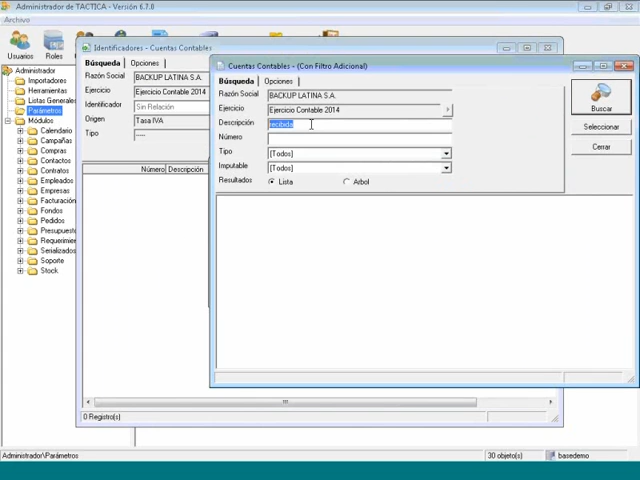 Administrador de TACTICA - Versión 6.7.0
Archivo
Usuarios
Roles
Administrador
Importadores
Herramientas
Listas Generales
Parámetros
Módulos
Calendario
Campañas
Compras
Contactos
Contratos
Empleados
Empresas
Facturación
Fondos
Pedidos
Presupuesto
Requerimien
Serializados
Soporte
Stock
Identificadores - Cuentas Contables
Búsqueda
Opciones
Razón Social
BACKUP LATINA S.A.
Ejercicio
Ejercicio Contable 2014
Identificador
Sin Relación
Origen
Tasa IVA
Tipo
----
Número
Descripción
0 Registro(s)
Cuentas Contables - (Con Filtro Adicional)
Búsqueda
Opciones
Razón Social
BACKUP LATINA S.A.
Ejercicio
Ejercicio Contable 2014
Descripción
recibida
Número
Tipo
[Todos]
Imputable
[Todos]
Resultados
Lista
Arbol
Buscar
Seleccionar
Cerrar
Administrador\Parámetros
30 objeto(s)
basedemo